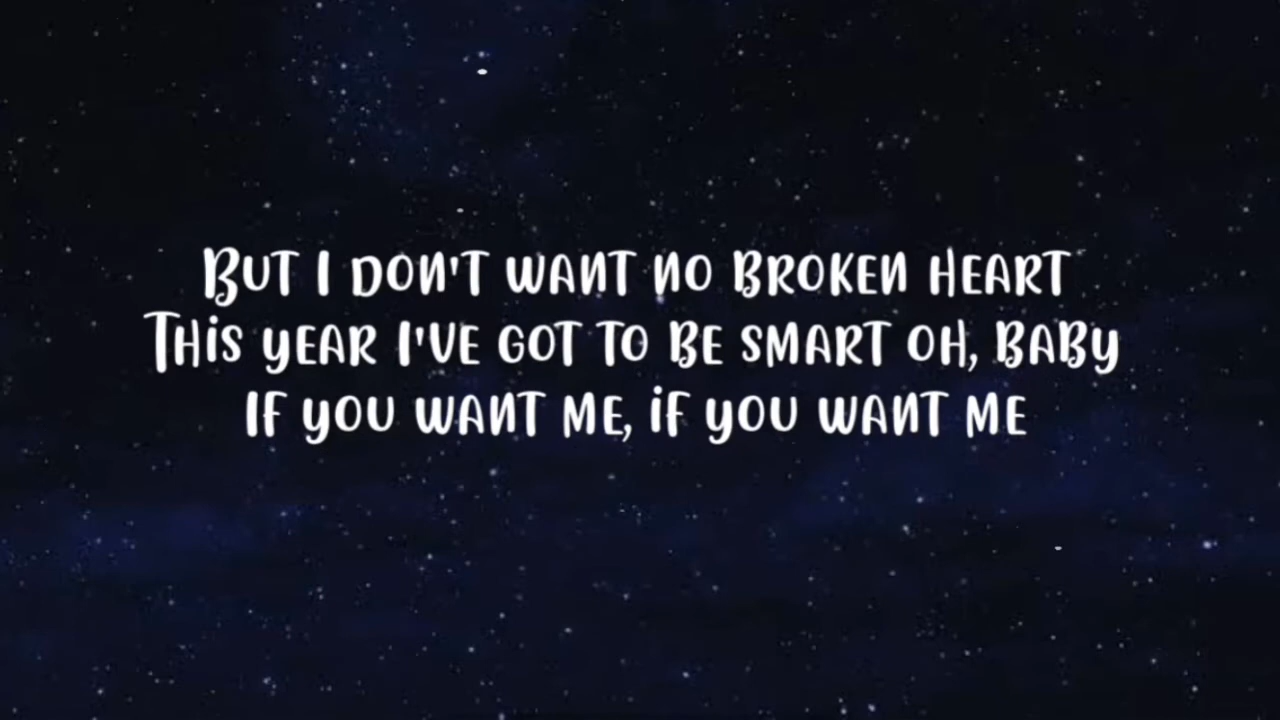 But I don't want no broken heart
This year I've got to be smart oh, baby
If you want me, if you want me